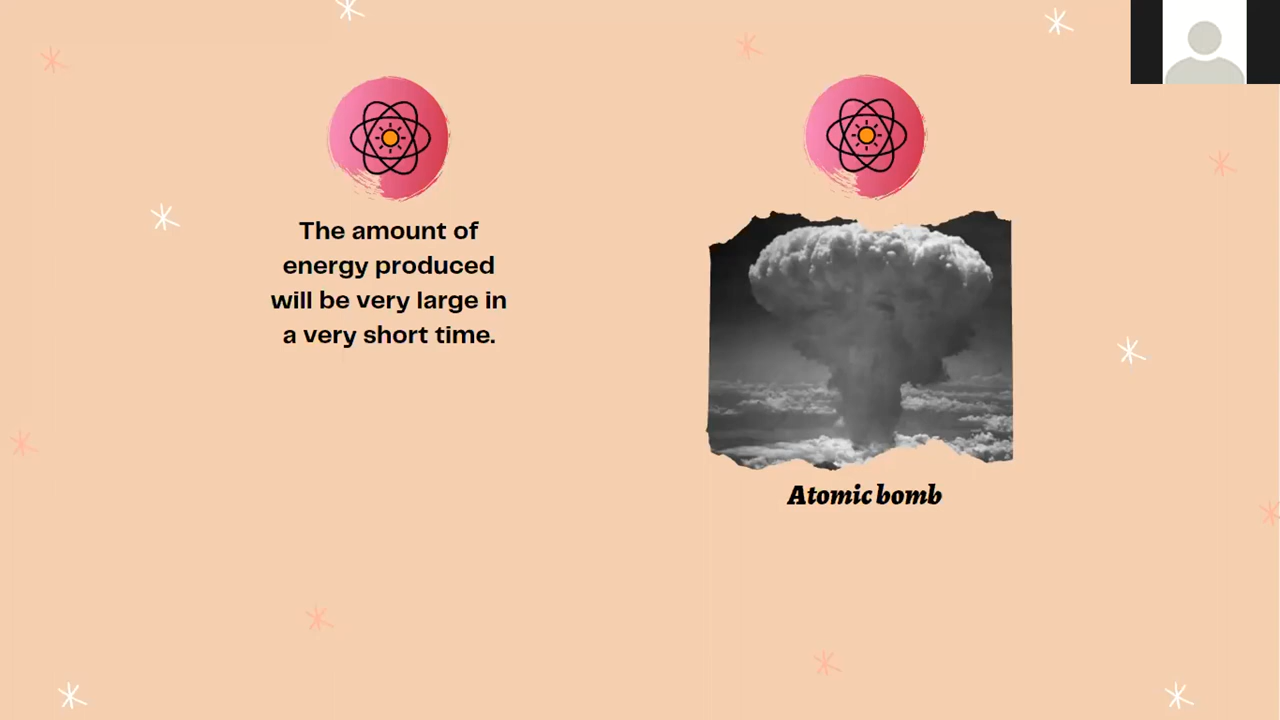 The amount of
energy produced
will be very large in
a very short time.
Atomic bomb